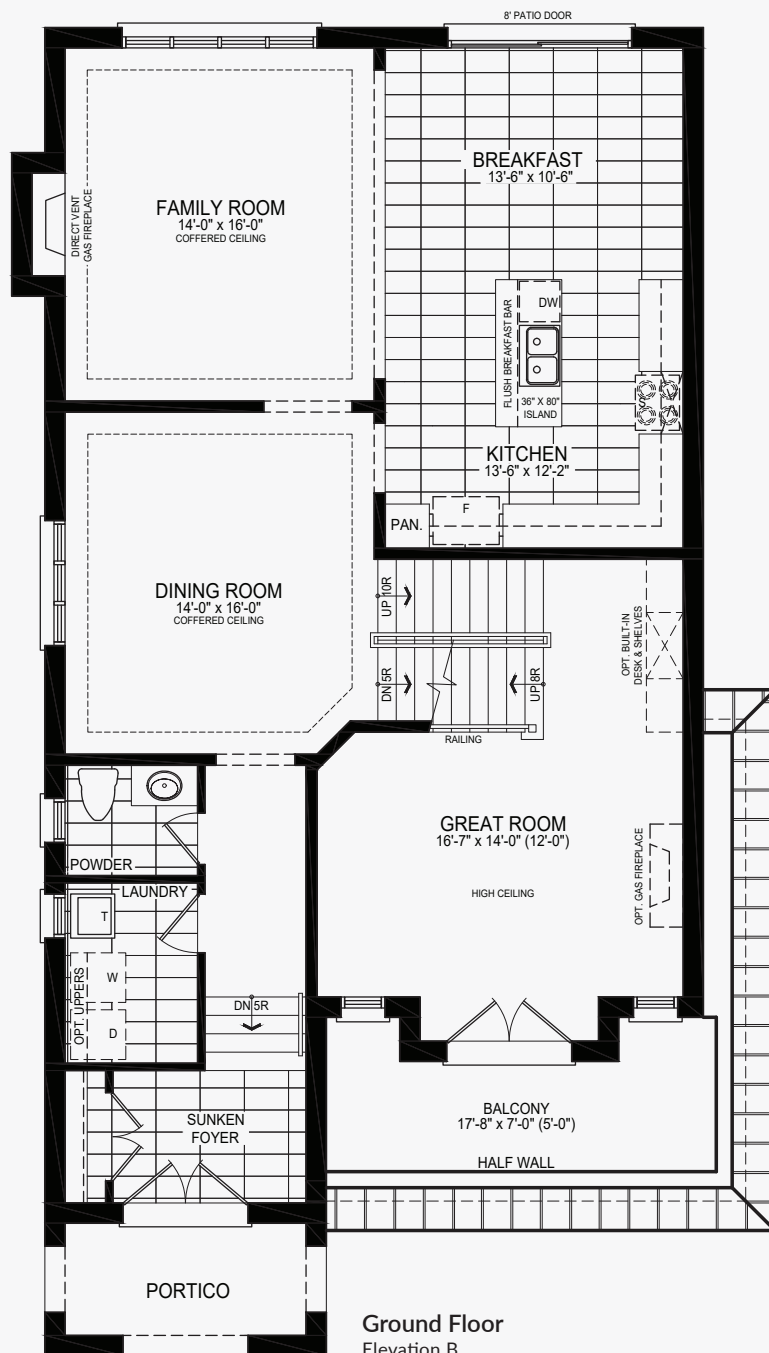 8' PATIO DOOR
BREAKFAST
13'-6" x 10'-6"
FAMILY ROOM
14'-0" x 16'-0"
COFFERED CEILING
DIRECT VENT
GAS FIREPLACE
DW
FLUSH BREAKFAST BAR
36" X 80"
ISLAND
S
KITCHEN
13'-6" x 12'-2"
F
PAN.
DINING ROOM
14'-0" x 16'-0"
COFFERED CEILING
UP 10R
DN 5R
UP 8R
RAILING
OPT. BUILT-IN
DESK & SHELVES
GREAT ROOM
16'-7" x 14'-0" (12'-0")
HIGH CEILING
OPT. GAS FIREPLACE
POWDER
LAUNDRY
T
W
D
OPT. UPPERS
DN 5R
SUNKEN
FOYER
BALCONY
17'-8" x 7'-0" (5'-0")
HALF WALL
PORTICO
Ground Floor
Elevation B